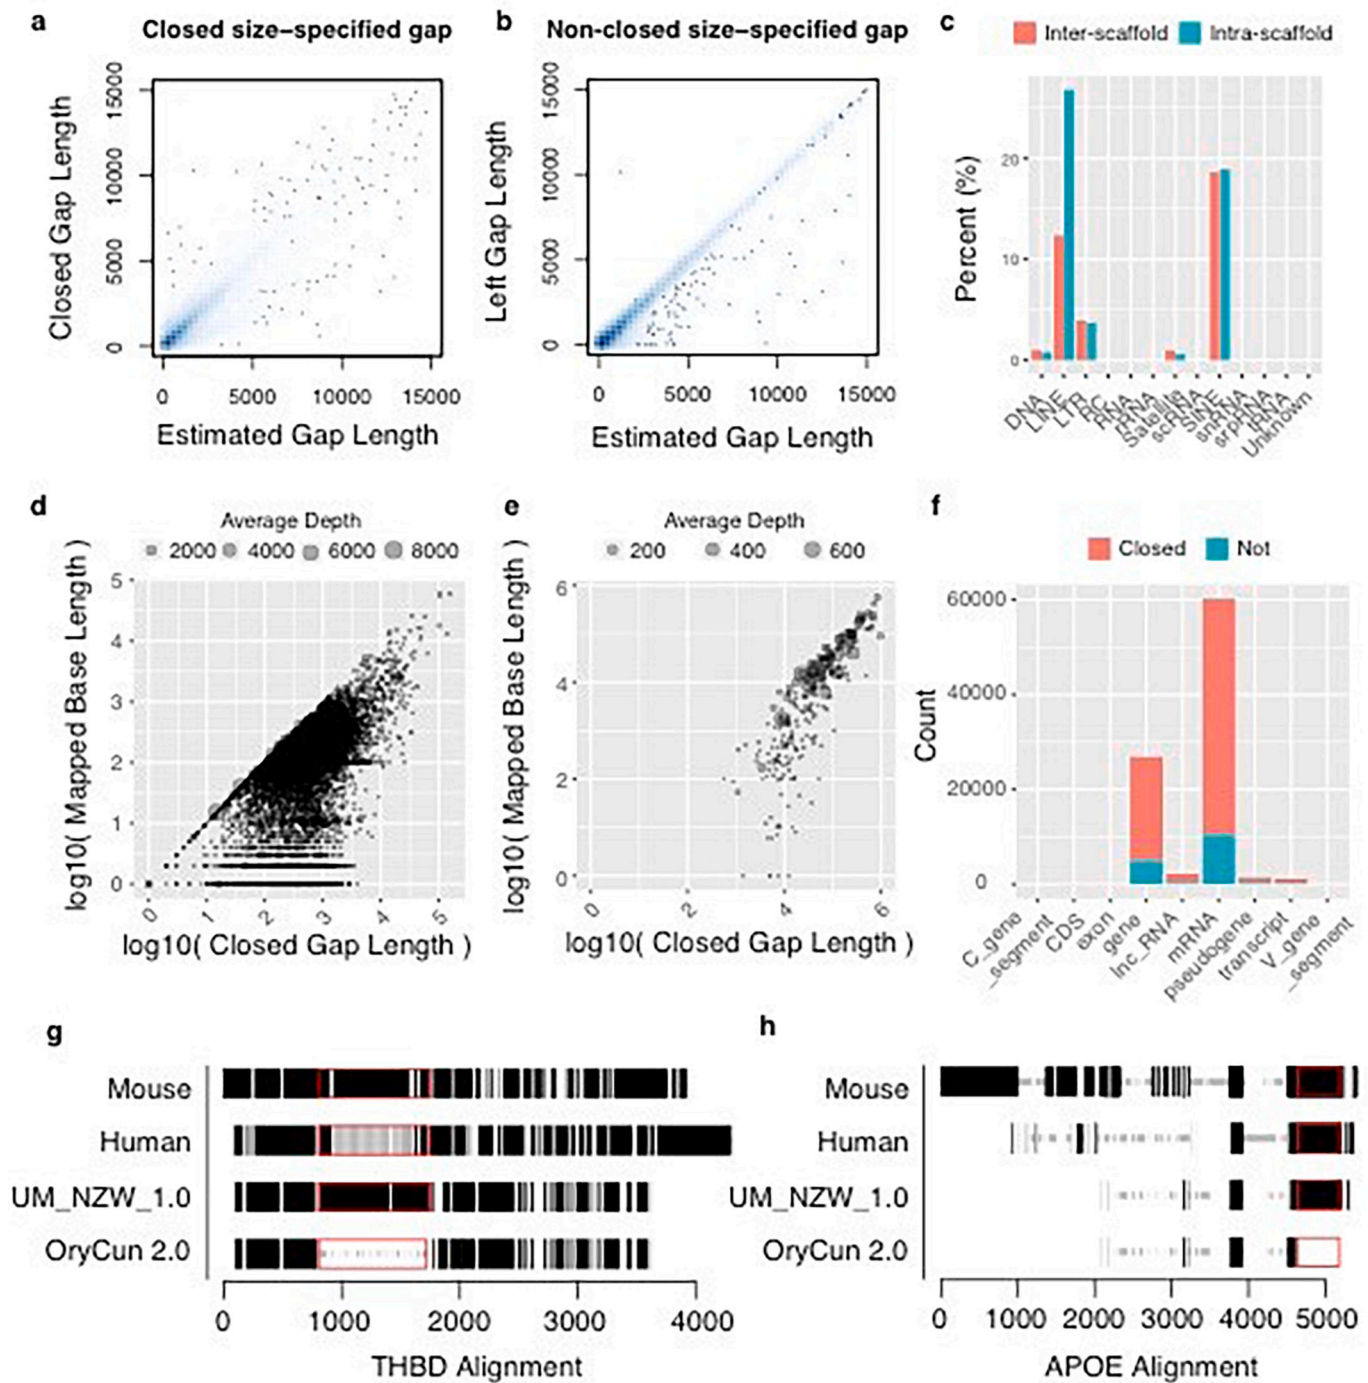 a Closed size–specified gap
Closed Gap Length
15000
10000
5000
0
0 5000 10000 15000
Estimated Gap Length
b Non-closed size–specified gap
Left Gap Length
15000
10000
5000
0
0 5000 10000 15000
Estimated Gap Length
c
Inter-scaffold Intra-scaffold
Percent (%)
20
10
0
DNA
LINE
LTR
RC
RNA
rRNA
Satellite
scRNA
SINE
snRNA
srpRNA
tRNA
Unknown
d
Average Depth
2000 4000 6000 8000
log10( Mapped Base Length )
5
4
3
2
1
0
0 1 2 3 4 5
log10( Closed Gap Length )
e
Average Depth
200 400 600
log10( Mapped Base Length )
6
4
2
0
0 2 4 6
log10( Closed Gap Length )
f
Closed Not
Count
60000
40000
20000
0
C_gene
_segment
CDS
exon
gene
lnc_RNA
mRNA
pseudogene
transcript
V_gene
_segment
g
Mouse
Human
UM_NZW_1.0
OryCun 2.0
0 1000 2000 3000 4000
THBD Alignment
h
Mouse
Human
UM_NZW_1.0
OryCun 2.0
0 1000 2000 3000 4000 5000
APOE Alignment